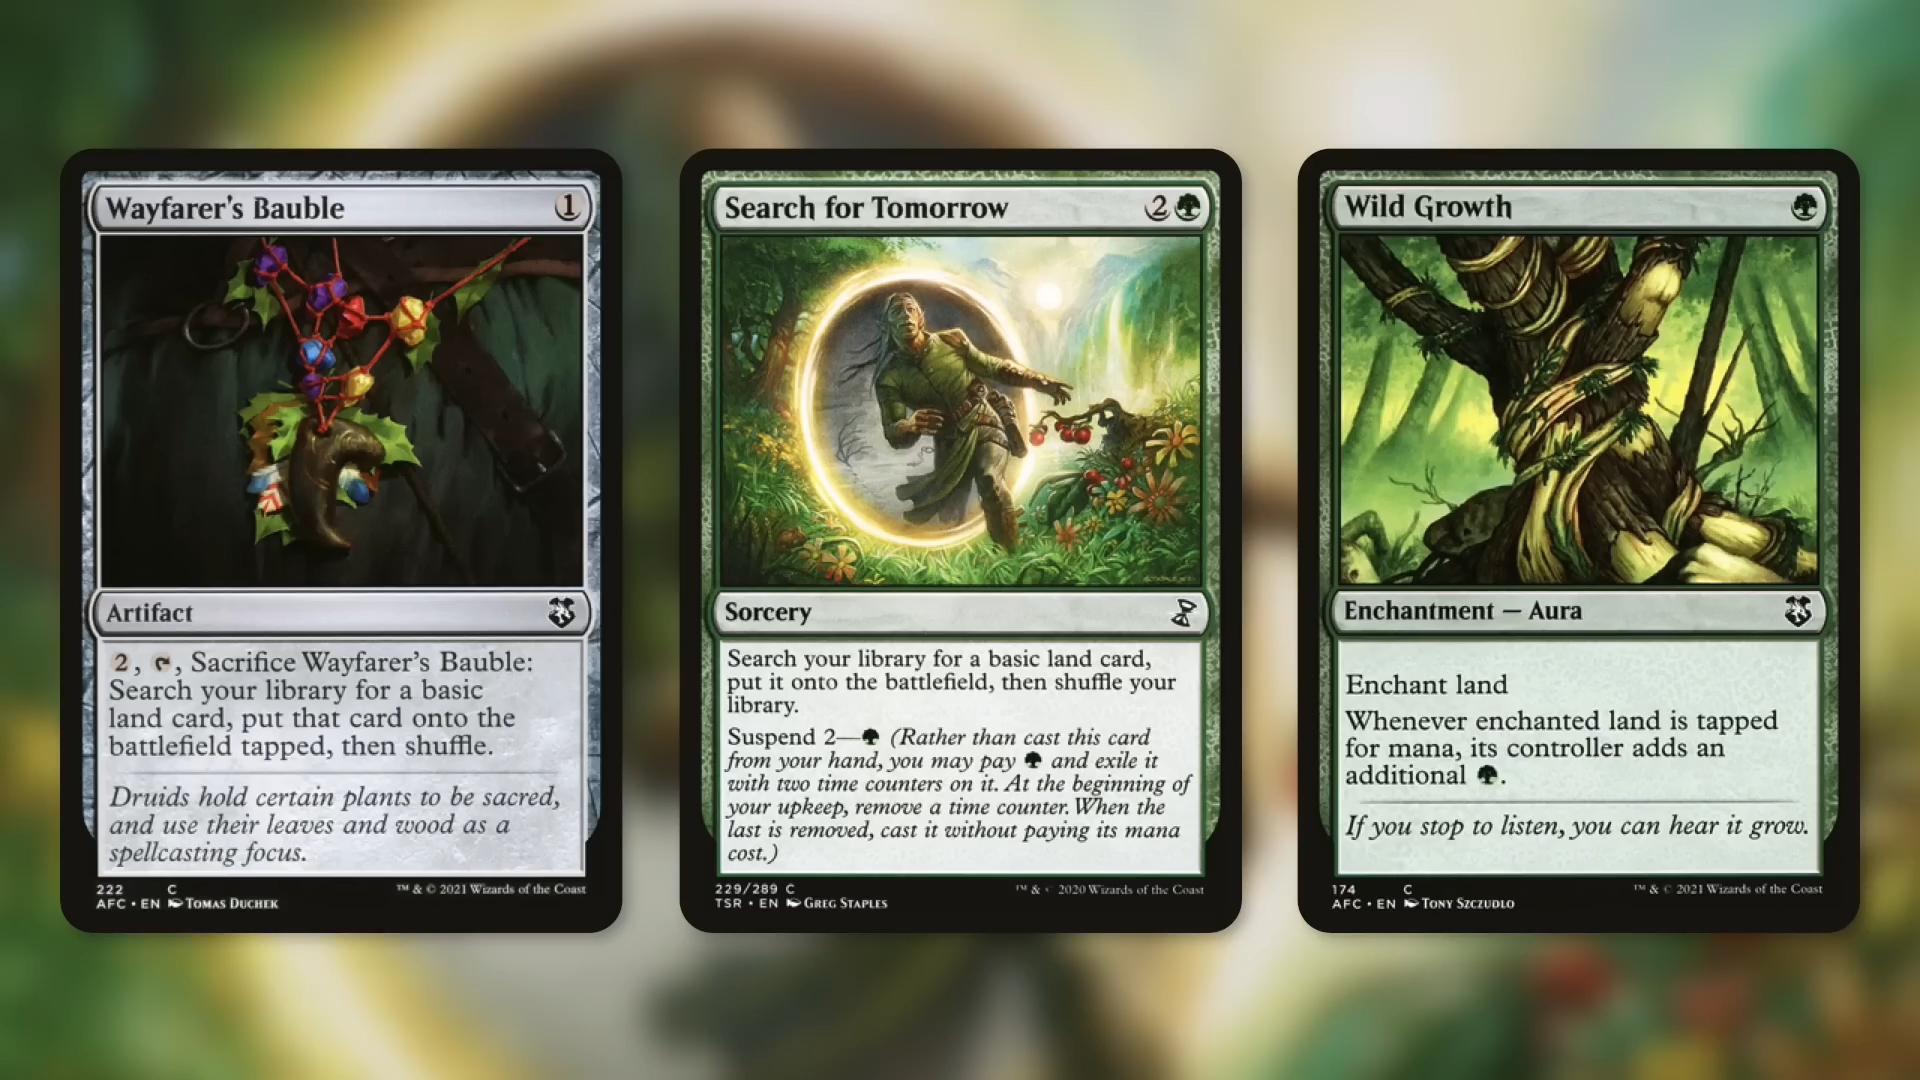 Wayfarer's Bauble 1
Artifact
2, , Sacrifice Wayfarer's Bauble:
Search your library for a basic
land card, put that card onto the
battlefield tapped, then shuffle.
Druids hold certain plants to be sacred,
and use their leaves and wood as a
spellcasting focus.
222 C ™ & © 2021 Wizards of the Coast
AFC • EN TOMAS DUCHEK
Search for Tomorrow 2
Sorcery
Search your library for a basic land card,
put it onto the battlefield, then shuffle your
library.
Suspend 2— (Rather than cast this card
from your hand, you may pay and exile it
with two time counters on it. At the beginning of
your upkeep, remove a time counter. When the
last is removed, cast it without paying its mana
cost.)
229/289 C ™ & © 2020 Wizards of the Coast
TSR • EN GREG STAPLES
Wild Growth
Enchantment — Aura
Enchant land
Whenever enchanted land is tapped
for mana, its controller adds an
additional .
If you stop to listen, you can hear it grow.
174 C ™ & © 2021 Wizards of the Coast
AFC • EN TONY SZCZUDLO